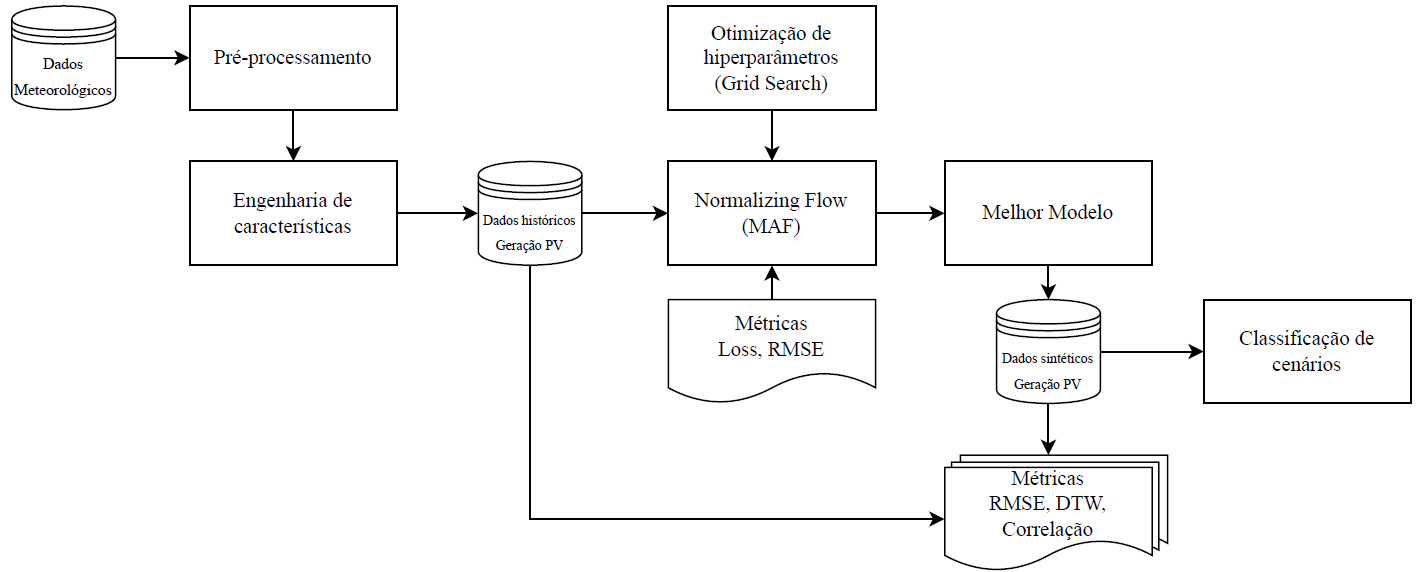 Dados
Meteorológicos
Pré-processamento
Otimização de
hiperparâmetros
(Grid Search)
Engenharia de
características
Dados históricos
Geração PV
Normalizing Flow
(MAF)
Melhor Modelo
Métricas
Loss, RMSE
Dados sintéticos
Geração PV
Classificação de
cenários
Métricas
RMSE, DTW,
Correlação